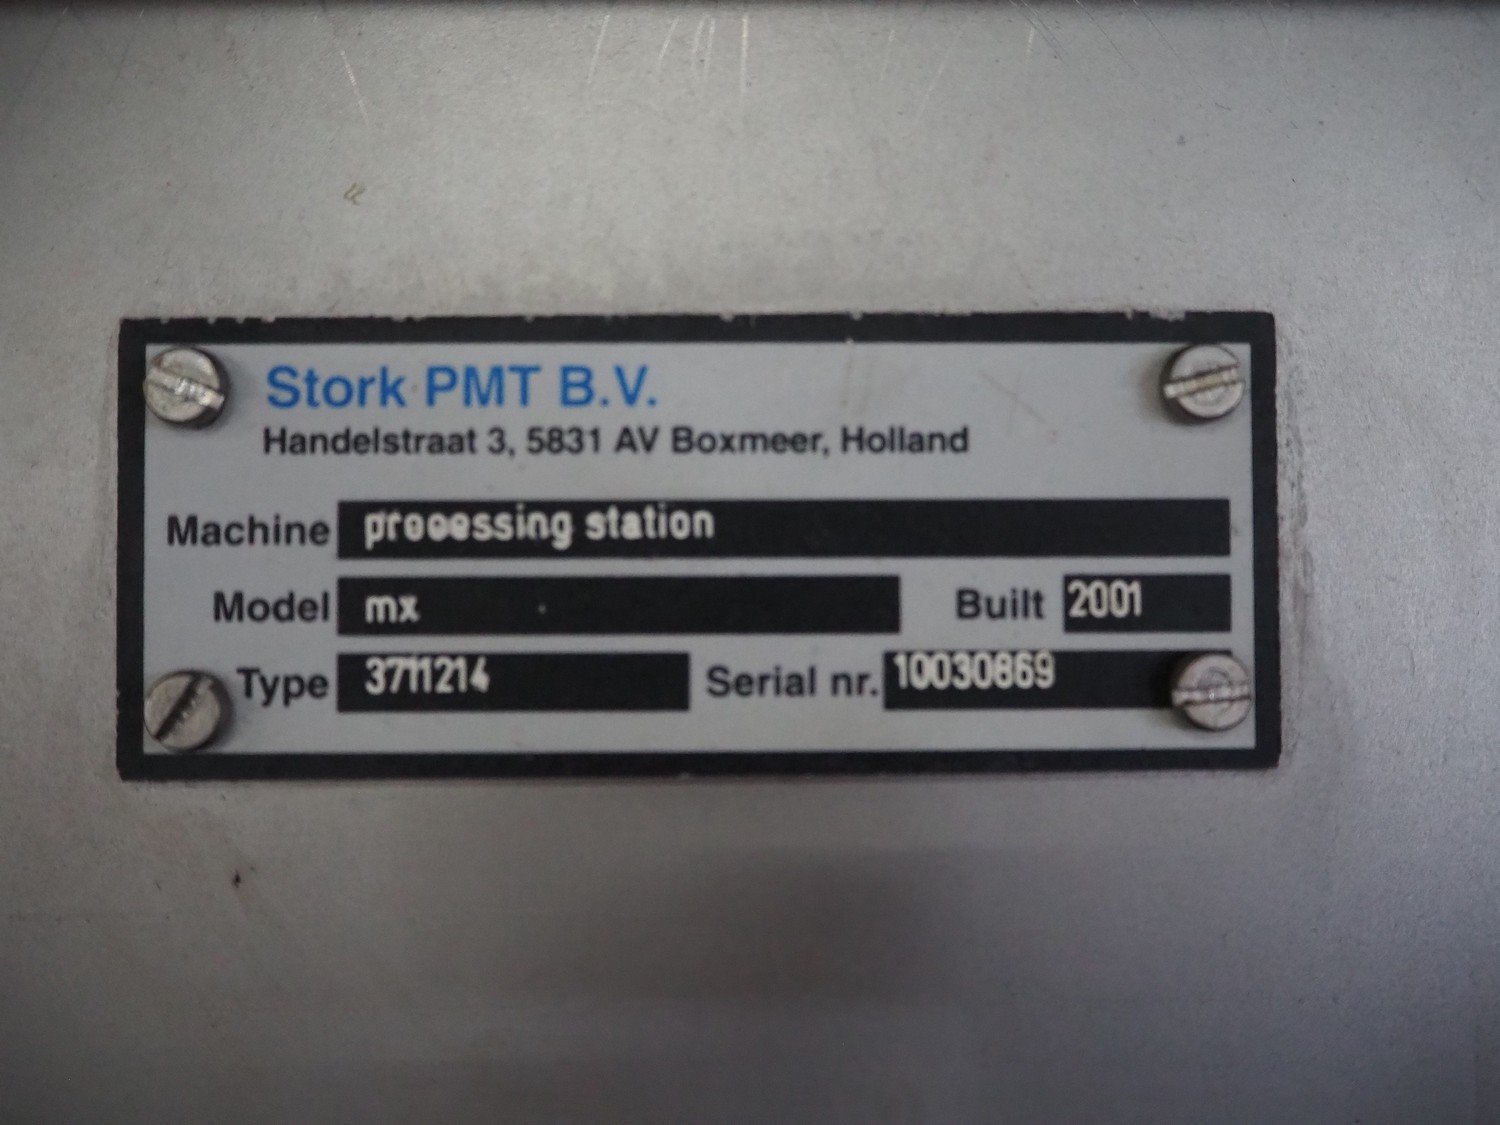 Stork PMT B.V.
Handelstraat 3, 5831 AV Boxmeer, Holland
Machine processing station
Model mx Built 2001
Type 3711214 Serial nr. 10030869